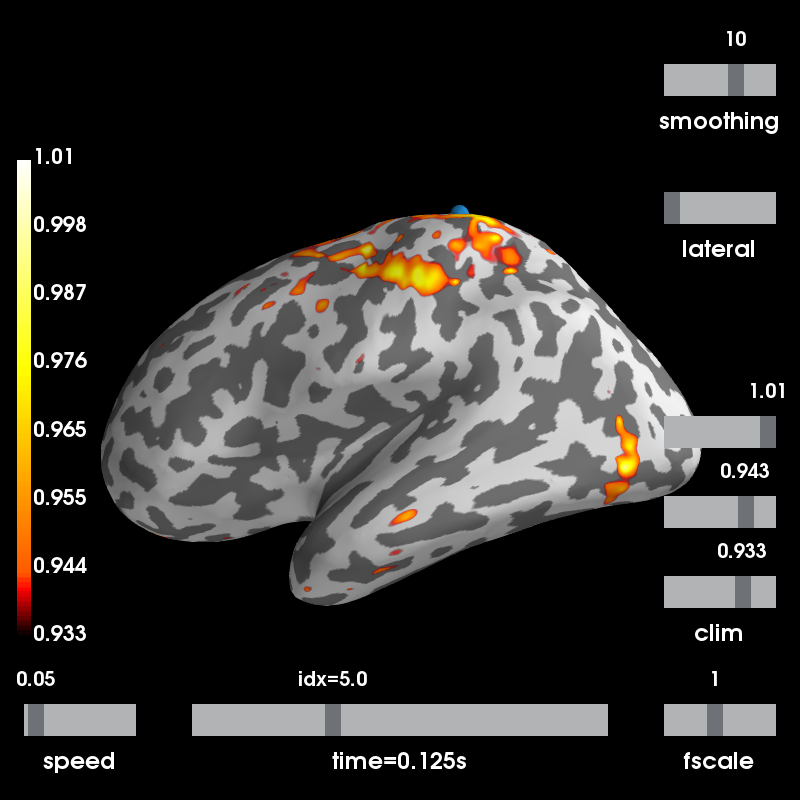 10
smoothing
1.01
0.998
lateral
0.987
0.976
1.01
0.965
0.943
0.955
0.933
0.944
clim
0.933
0.05
idx=5.0
1
speed
time=0.125s
fscale